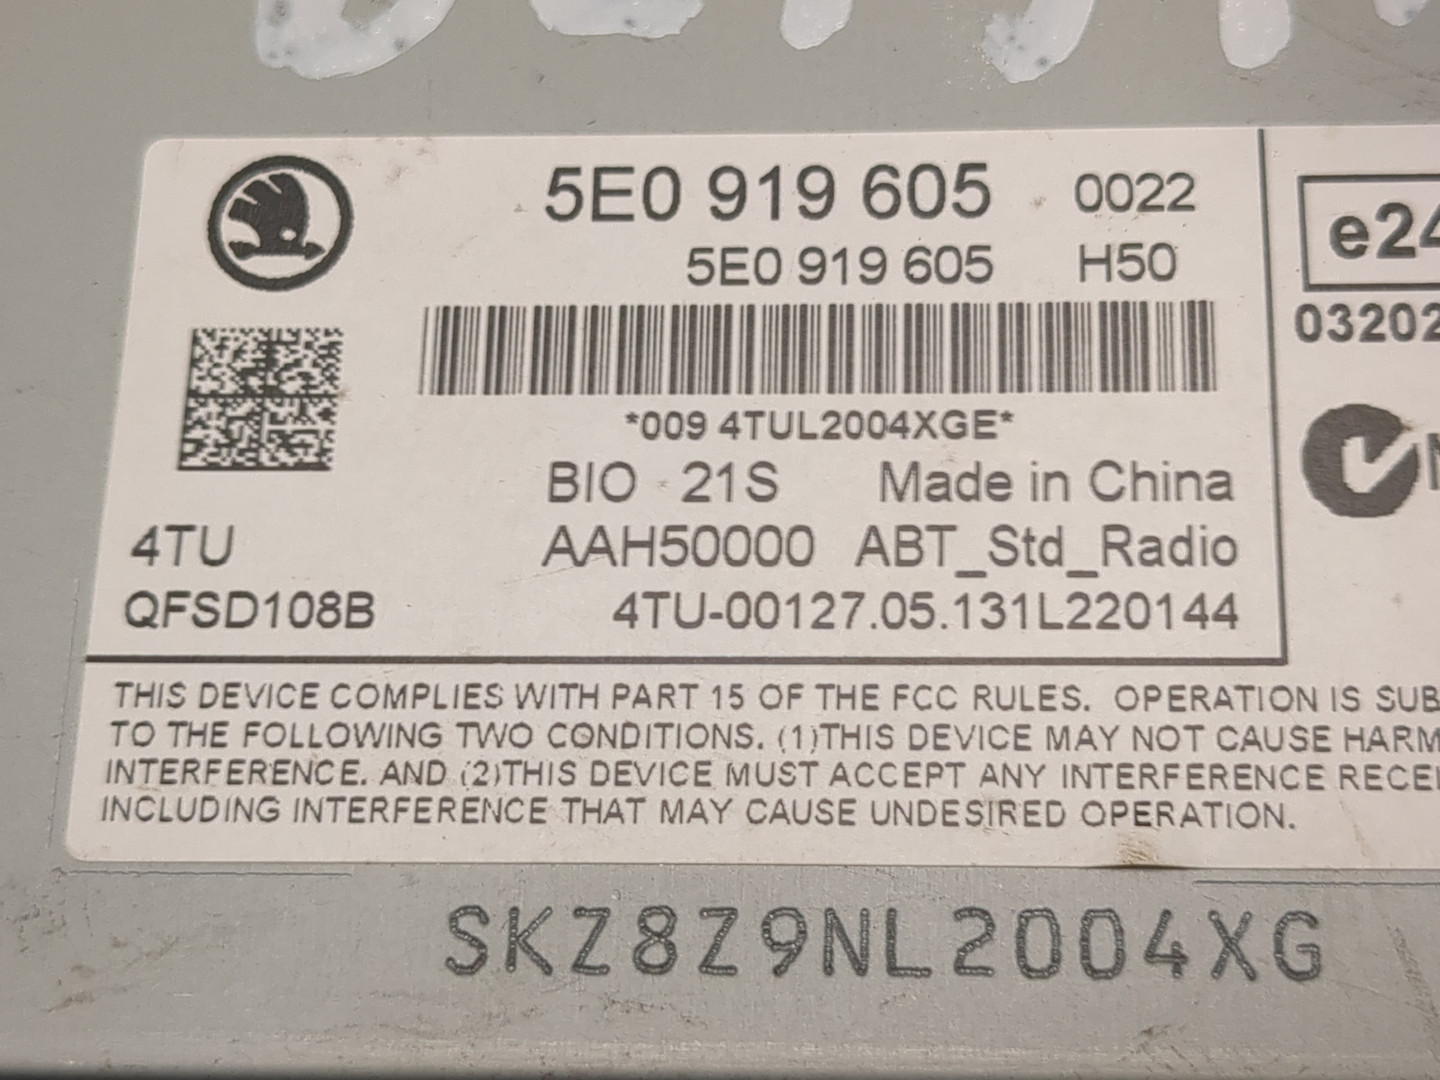 5E0 919 605 0022
5E0 919 605 H50
*009 4TUL2004XGE*
BIO 21S Made in China
4TU AAH50000 ABT_Std_Radio
QFSD108B 4TU-00127.05.131L220144
e24
03202
THIS DEVICE COMPLIES WITH PART 15 OF THE FCC RULES. OPERATION IS SUB
TO THE FOLLOWING TWO CONDITIONS. (1)THIS DEVICE MAY NOT CAUSE HARM
INTERFERENCE. AND (2)THIS DEVICE MUST ACCEPT ANY INTERFERENCE RECEI
INCLUDING INTERFERENCE THAT MAY CAUSE UNDESIRED OPERATION.
SKZ8Z9NL2004XG